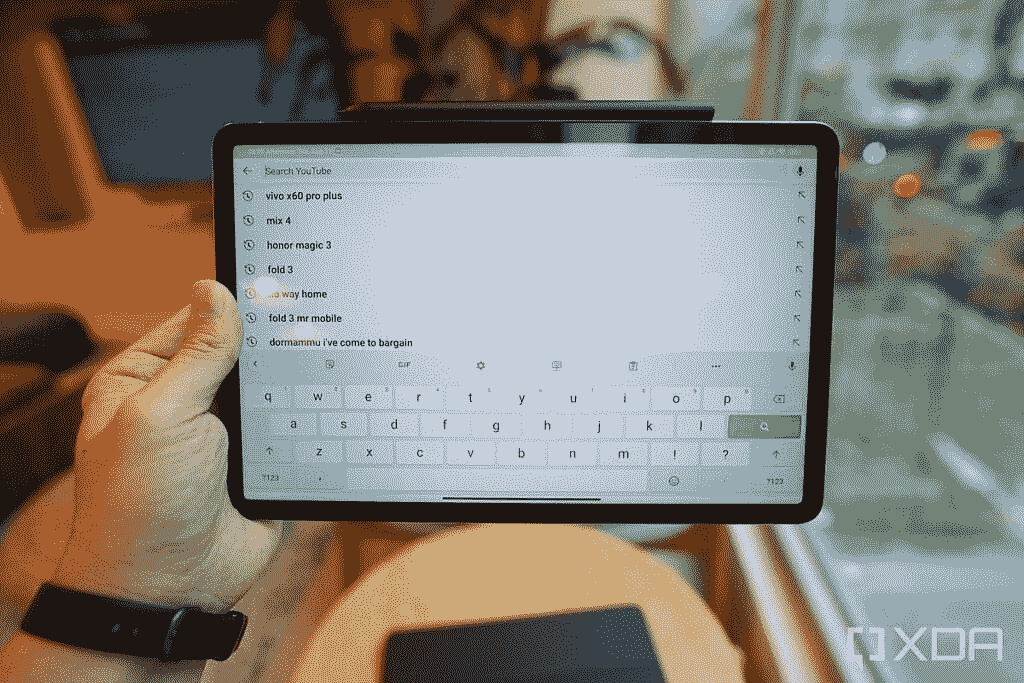 Search YouTube
vivo x60 pro plus
mix 4
honor magic 3
fold 3
way home
fold 3 mr mobile
dormammu i've come to bargain
GIF
q w e r t y u i o p
a s d f g h j k l
z x c v b n m ! ?
?123 , ?123
XDA